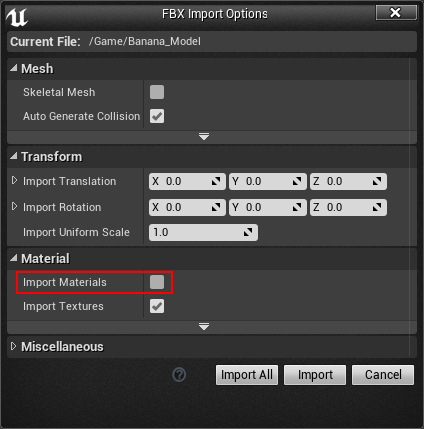 FBX Import Options
Current File: /Game/Banana_Model
Mesh
Skeletal Mesh
Auto Generate Collision
Transform
Import Translation X 0.0 Y 0.0 Z 0.0
Import Rotation X 0.0 Y 0.0 Z 0.0
Import Uniform Scale 1.0
Material
Import Materials
Import Textures
Miscellaneous
? Import All Import Cancel